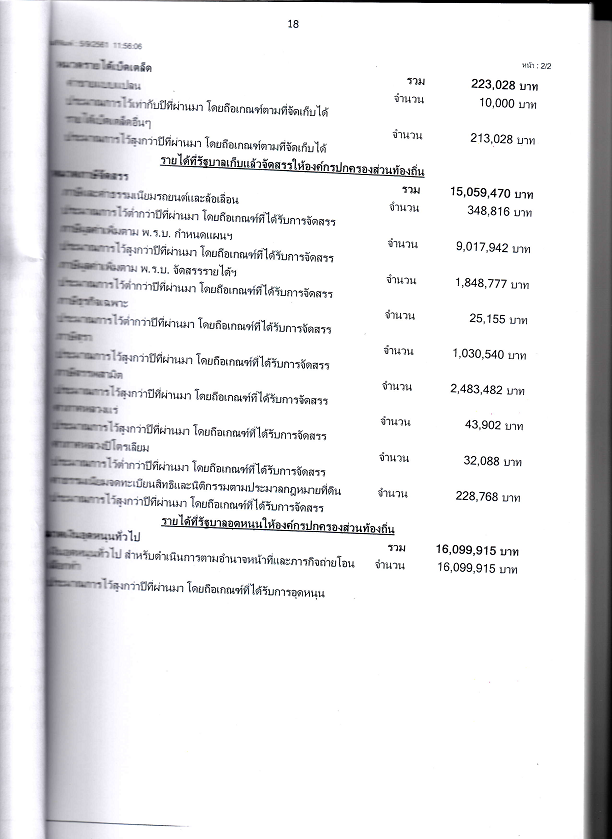 18
วันที่พิมพ์ : 5/9/2561 11:56:06
หน้า : 2/2
หมวดรายได้เบ็ดเตล็ด รวม 223,028 บาท
ค่าขายแบบแปลน จำนวน 10,000 บาท
ประมาณการไว้เท่ากับปีที่ผ่านมา โดยถือเกณฑ์ตามที่จัดเก็บได้
รายได้เบ็ดเตล็ดอื่นๆ จำนวน 213,028 บาท
ประมาณการไว้สูงกว่าปีที่ผ่านมา โดยถือเกณฑ์ตามที่จัดเก็บได้
รายได้ที่รัฐบาลเก็บแล้วจัดสรรให้องค์กรปกครองส่วนท้องถิ่น
หมวดภาษีจัดสรร รวม 15,059,470 บาท
ภาษีและค่าธรรมเนียมรถยนต์และล้อเลื่อน จำนวน 348,816 บาท
ประมาณการไว้ต่ำกว่าปีที่ผ่านมา โดยถือเกณฑ์ที่ได้รับการจัดสรร
ภาษีมูลค่าเพิ่มตาม พ.ร.บ. กำหนดแผนฯ จำนวน 9,017,942 บาท
ประมาณการไว้สูงกว่าปีที่ผ่านมา โดยถือเกณฑ์ที่ได้รับการจัดสรร
ภาษีมูลค่าเพิ่มตาม พ.ร.บ. จัดสรรรายได้ฯ จำนวน 1,848,777 บาท
ประมาณการไว้ต่ำกว่าปีที่ผ่านมา โดยถือเกณฑ์ที่ได้รับการจัดสรร
ภาษีธุรกิจเฉพาะ จำนวน 25,155 บาท
ประมาณการไว้ต่ำกว่าปีที่ผ่านมา โดยถือเกณฑ์ที่ได้รับการจัดสรร
ภาษีสุรา จำนวน 1,030,540 บาท
ประมาณการไว้สูงกว่าปีที่ผ่านมา โดยถือเกณฑ์ที่ได้รับการจัดสรร
ภาษีสรรพสามิต จำนวน 2,483,482 บาท
ประมาณการไว้สูงกว่าปีที่ผ่านมา โดยถือเกณฑ์ที่ได้รับการจัดสรร
ค่าภาคหลวงแร่ จำนวน 43,902 บาท
ประมาณการไว้สูงกว่าปีที่ผ่านมา โดยถือเกณฑ์ที่ได้รับการจัดสรร
ค่าภาคหลวงปิโตรเลียม จำนวน 32,088 บาท
ประมาณการไว้ต่ำกว่าปีที่ผ่านมา โดยถือเกณฑ์ที่ได้รับการจัดสรร
ค่าธรรมเนียมจดทะเบียนสิทธิและนิติกรรมตามประมวลกฎหมายที่ดิน จำนวน 228,768 บาท
ประมาณการไว้สูงกว่าปีที่ผ่านมา โดยถือเกณฑ์ที่ได้รับการจัดสรร
รายได้ที่รัฐบาลอุดหนุนให้องค์กรปกครองส่วนท้องถิ่น
หมวดเงินอุดหนุนทั่วไป รวม 16,099,915 บาท
เงินอุดหนุนทั่วไป สำหรับดำเนินการตามอำนาจหน้าที่และภารกิจถ่ายโอน จำนวน 16,099,915 บาท
เลือกทำ
ประมาณการไว้สูงกว่าปีที่ผ่านมา โดยถือเกณฑ์ที่ได้รับการอุดหนุน